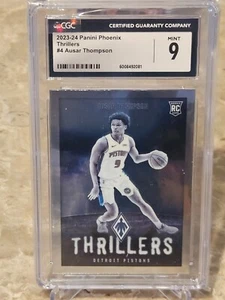 CGC
CERTIFIED GUARANTY COMPANY
2023-24 Panini Phoenix
Thrillers
#4 Ausar Thompson
MINT
9
RC
PISTONS
9
THRILLERS
DETROIT PISTONS